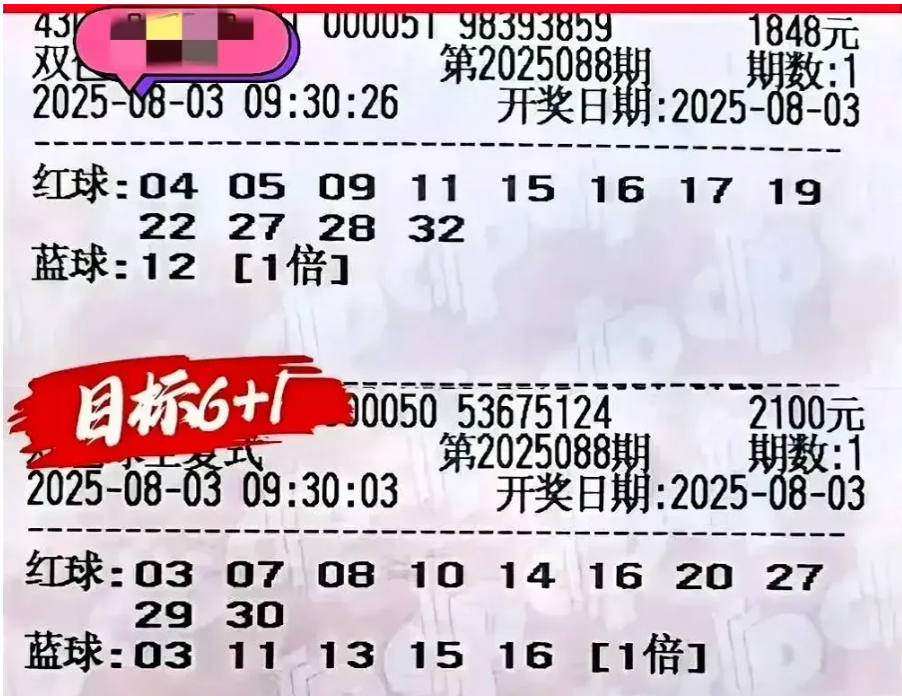 430 000051 98393859 1848元
双 第2025088期 期数:1
2025-08-03 09:30:26 开奖日期:2025-08-03
红球:04 05 09 11 15 16 17 19
22 27 28 32
蓝球:12 [1倍]
目标6+1
00050 53675124 2100元
复式 第2025088期 期数:1
2025-08-03 09:30:03 开奖日期:2025-08-03
红球:03 07 08 10 14 16 20 27
29 30
蓝球:03 11 13 15 16 [1倍]